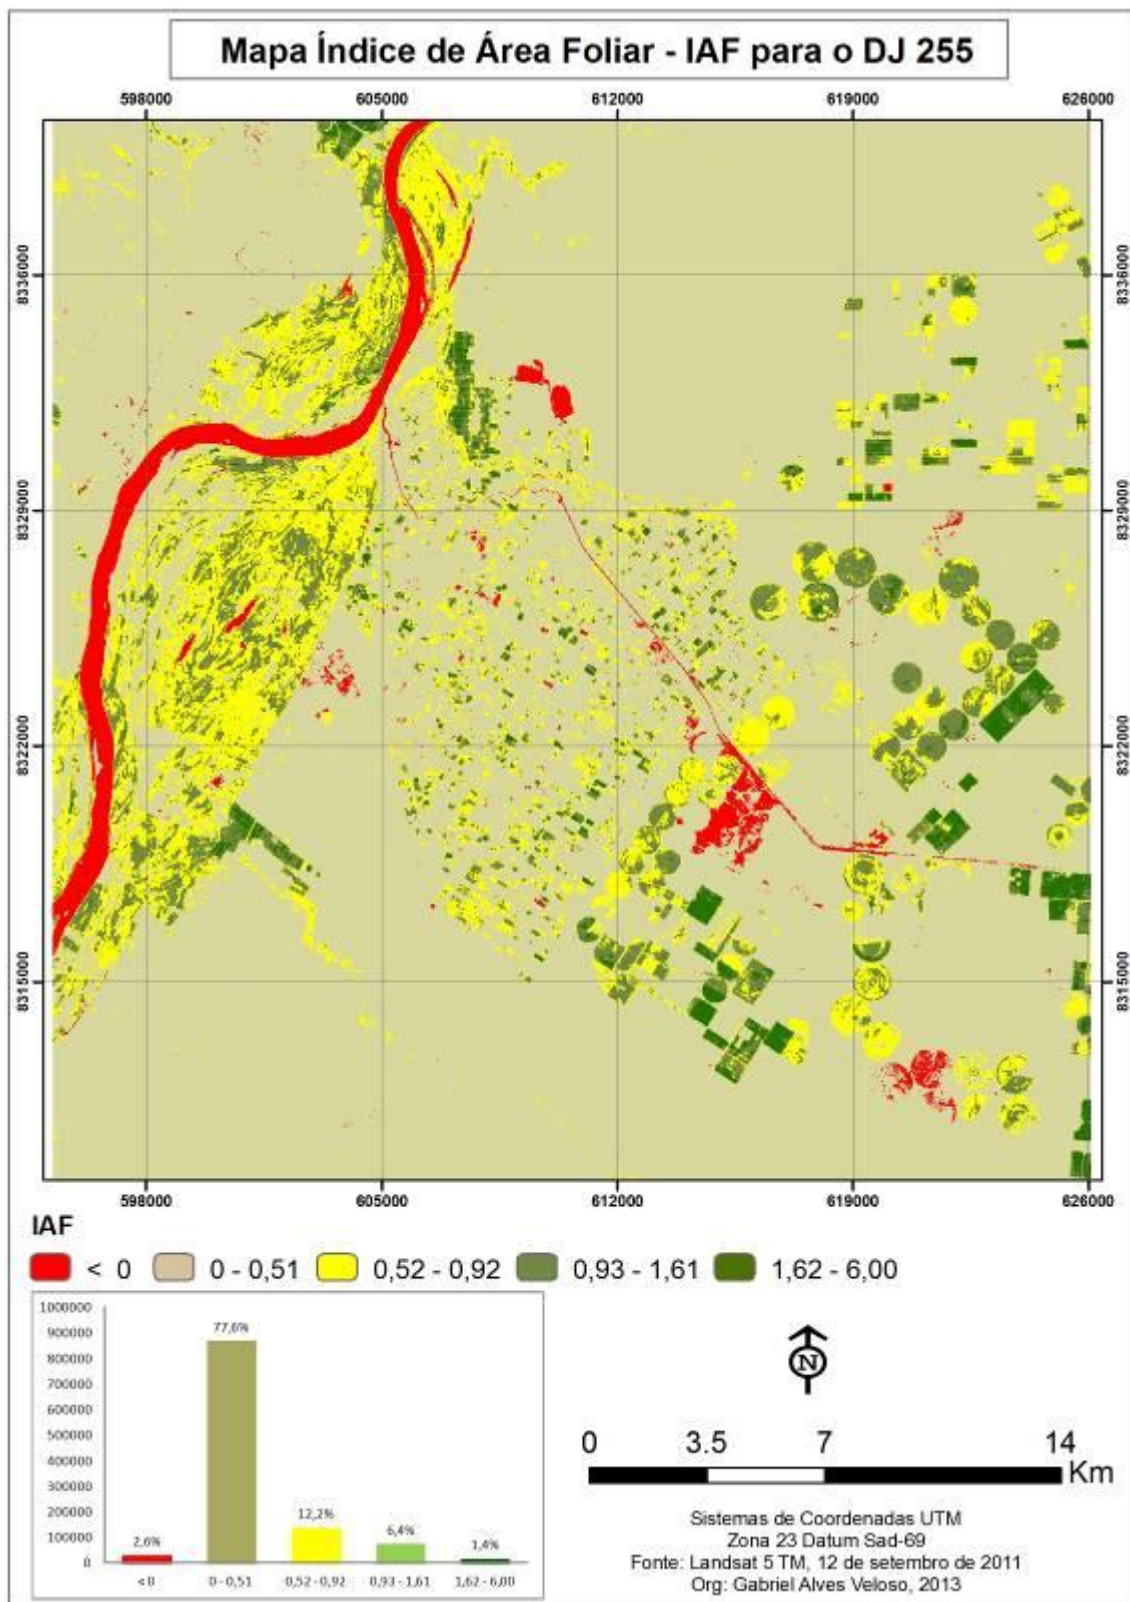 Mapa Índice de Área Foliar - IAF para o DJ 255
598000 605000 612000 619000 626000
8336000 8336000
8329000 8329000
8322000 8322000
8315000 8315000
598000 605000 612000 619000 626000
IAF
< 0 0 - 0,51 0,52 - 0,92 0,93 - 1,61 1,62 - 6,00
1000000
900000
800000
700000
600000
500000
400000
300000
200000
100000
0
2,6% 77,6% 12,2% 6,4% 1,4%
< 0 0 - 0,51 0,52 - 0,92 0,93 - 1,61 1,62 - 6,00
N
0 3.5 7 14
Km
Sistemas de Coordenadas UTM
Zona 23 Datum Sad-69
Fonte: Landsat 5 TM, 12 de setembro de 2011
Org: Gabriel Alves Veloso, 2013